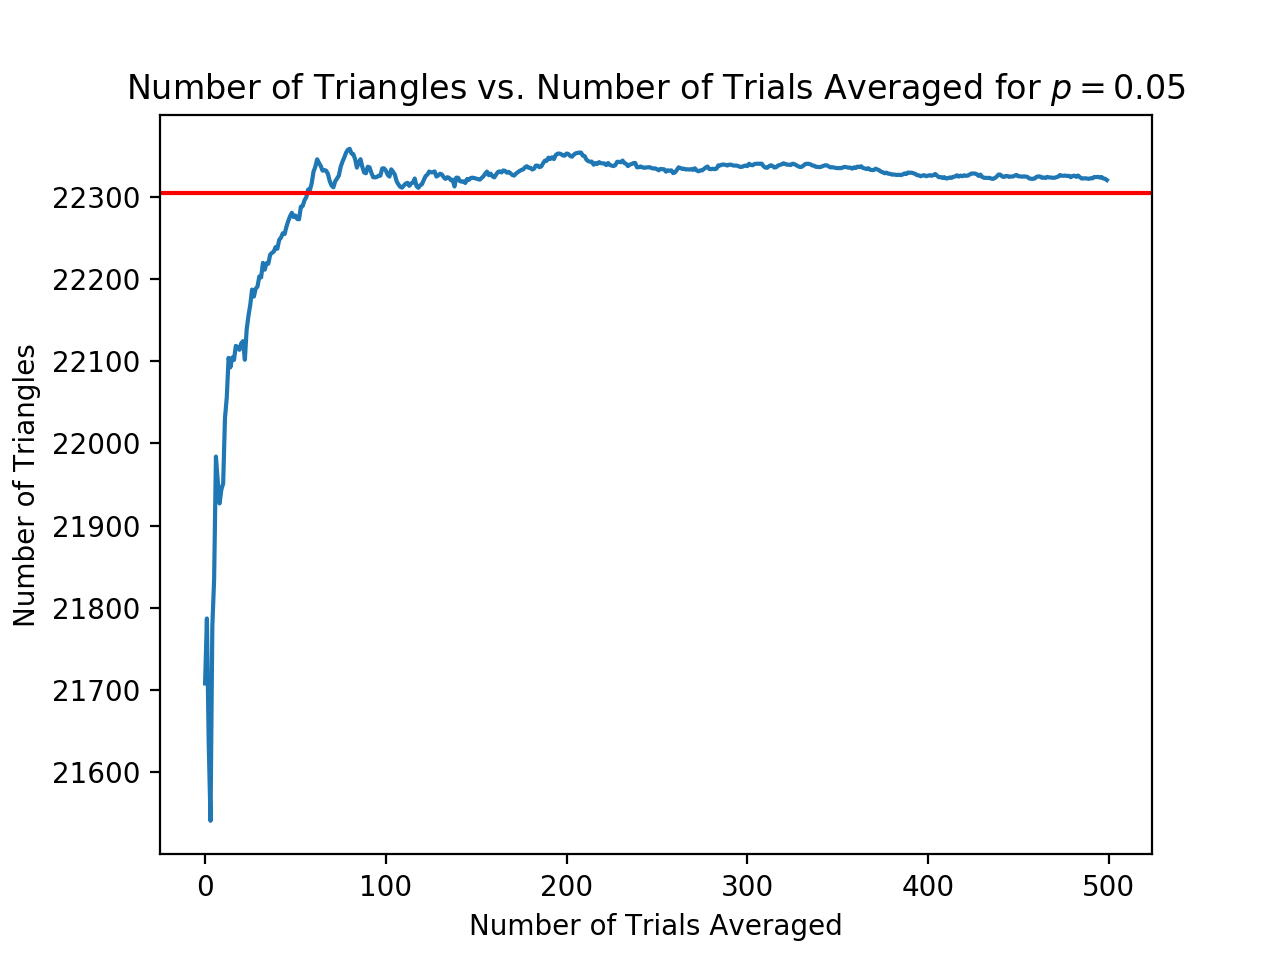 Number of Triangles vs. Number of Trials Averaged for p = 0.05
Number of Triangles
22300
22200
22100
22000
21900
21800
21700
21600
0 100 200 300 400 500
Number of Trials Averaged